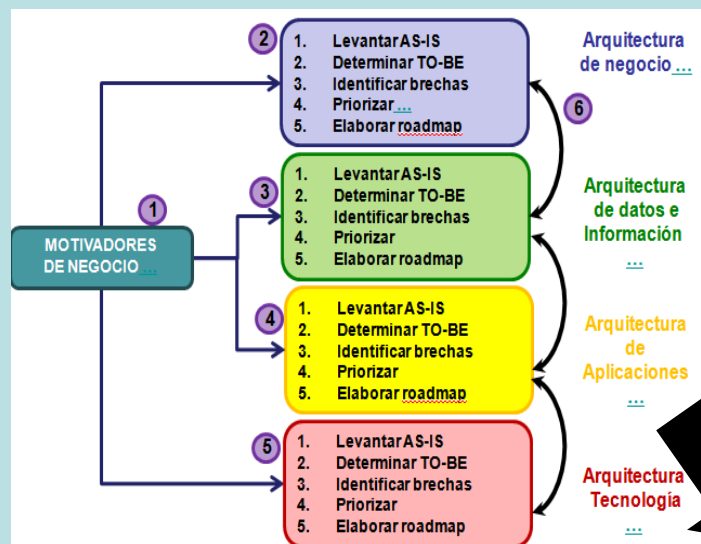 2
1. Levantar AS-IS
2. Determinar TO-BE
3. Identificar brechas
4. Priorizar ...
5. Elaborar roadmap
Arquitectura
de negocio ...
6
3
1. Levantar AS-IS
2. Determinar TO-BE
3. Identificar brechas
4. Priorizar
5. Elaborar roadmap
Arquitectura
de datos e
Información
...
1
MOTIVADORES
DE NEGOCIO ...
4
1. Levantar AS-IS
2. Determinar TO-BE
3. Identificar brechas
4. Priorizar
5. Elaborar roadmap
Arquitectura
de
Aplicaciones
...
5
1. Levantar AS-IS
2. Determinar TO-BE
3. Identificar brechas
4. Priorizar
5. Elaborar roadmap
Arquitectura
Tecnología
...